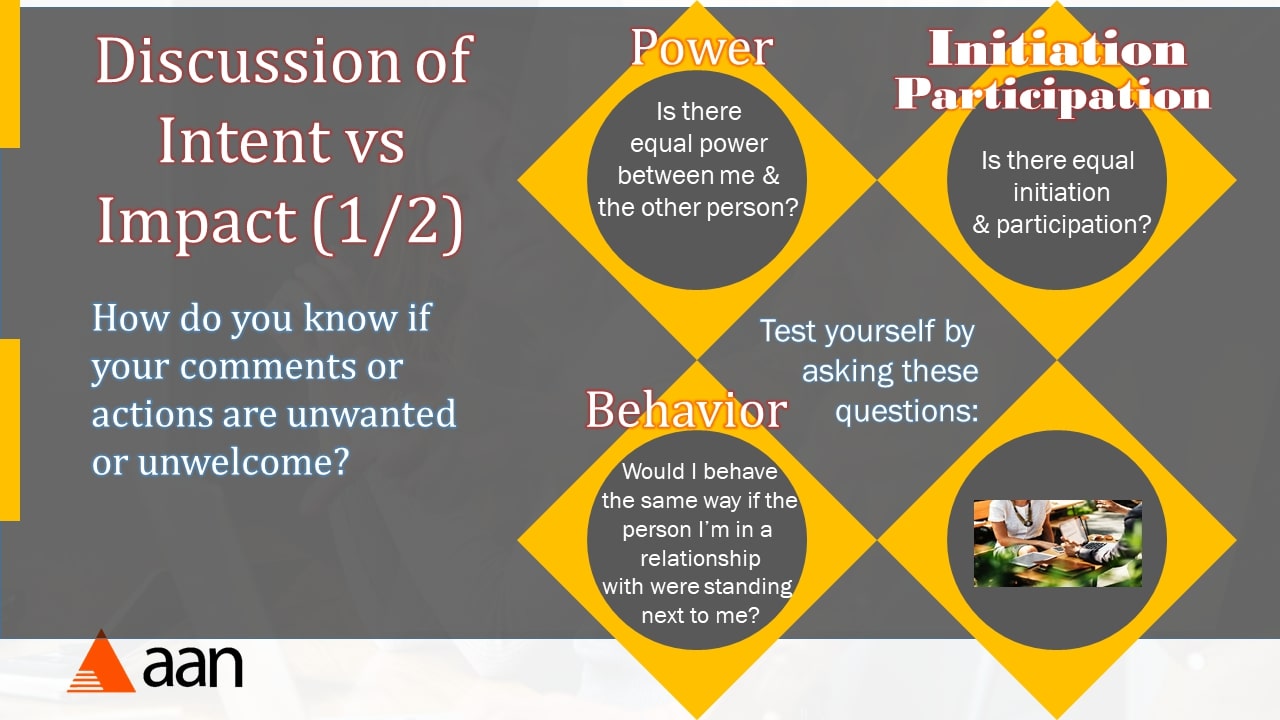 Discussion of
Intent vs
Impact (1/2)
How do you know if
your comments or
actions are unwanted
or unwelcome?
Power
Is there
equal power
between me &
the other person?
Initiation
Participation
Is there equal
initiation
& participation?
Test yourself by
asking these
questions:
Behavior
Would I behave
the same way if the
person I’m in a
relationship
with were standing
next to me?
aan